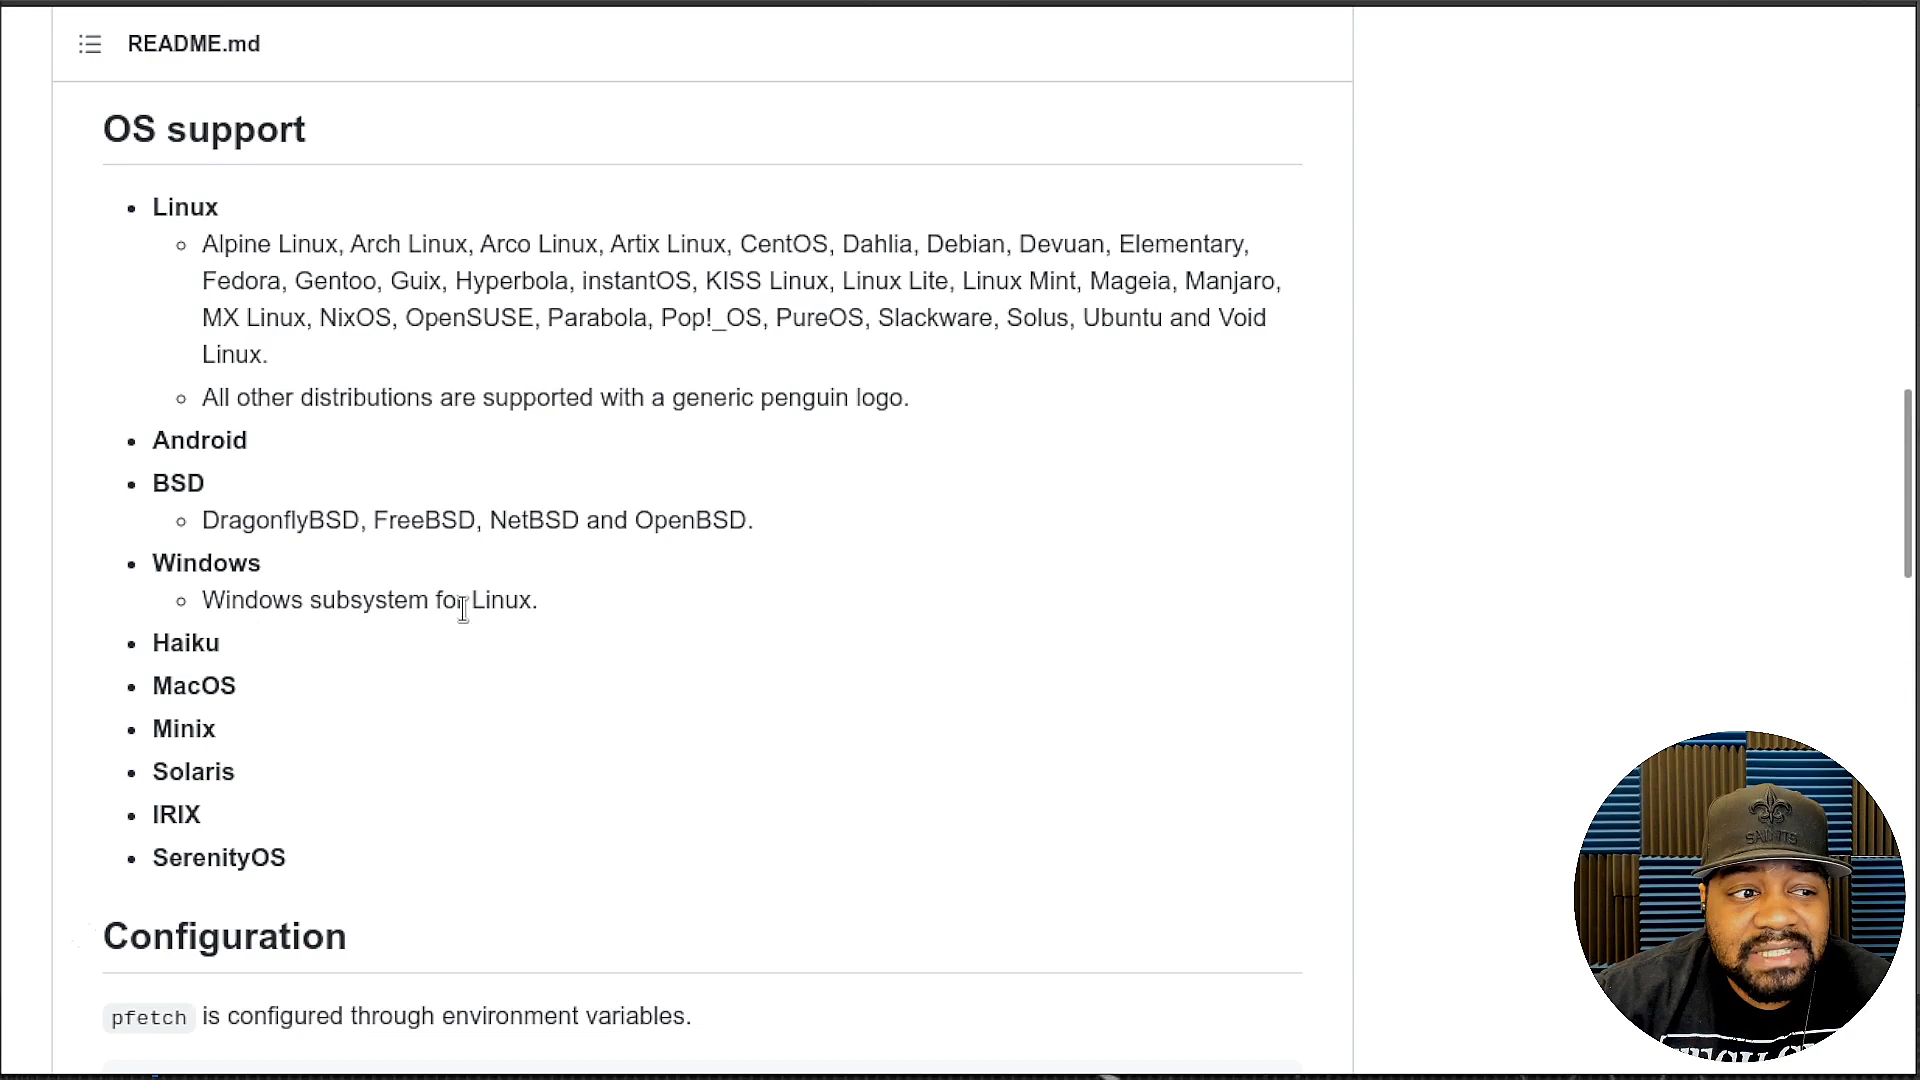 README.md
OS support
Linux
Alpine Linux, Arch Linux, Arco Linux, Artix Linux, CentOS, Dahlia, Debian, Devuan, Elementary,
Fedora, Gentoo, Guix, Hyperbola, instantOS, KISS Linux, Linux Lite, Linux Mint, Mageia, Manjaro,
MX Linux, NixOS, OpenSUSE, Parabola, Pop!_OS, PureOS, Slackware, Solus, Ubuntu and Void
Linux.
All other distributions are supported with a generic penguin logo.
Android
BSD
DragonflyBSD, FreeBSD, NetBSD and OpenBSD.
Windows
Windows subsystem for Linux.
Haiku
MacOS
Minix
Solaris
IRIX
SerenityOS
Configuration
pfetch is configured through environment variables.
SAINTS